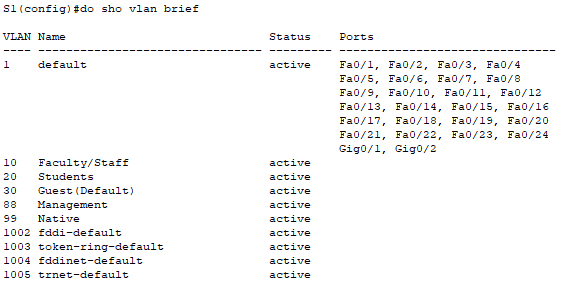 S1(config)#do sho vlan brief
VLAN Name                             Status    Ports
---- -------------------------------- --------- -------------------------------
1    default                          active    Fa0/1, Fa0/2, Fa0/3, Fa0/4
                                                Fa0/5, Fa0/6, Fa0/7, Fa0/8
                                                Fa0/9, Fa0/10, Fa0/11, Fa0/12
                                                Fa0/13, Fa0/14, Fa0/15, Fa0/16
                                                Fa0/17, Fa0/18, Fa0/19, Fa0/20
                                                Fa0/21, Fa0/22, Fa0/23, Fa0/24
                                                Gig0/1, Gig0/2
10   Faculty/Staff                    active
20   Students                         active
30   Guest(Default)                   active
88   Management                       active
99   Native                           active
1002 fddi-default                     active
1003 token-ring-default               active
1004 fddinet-default                  active
1005 trnet-default                    active